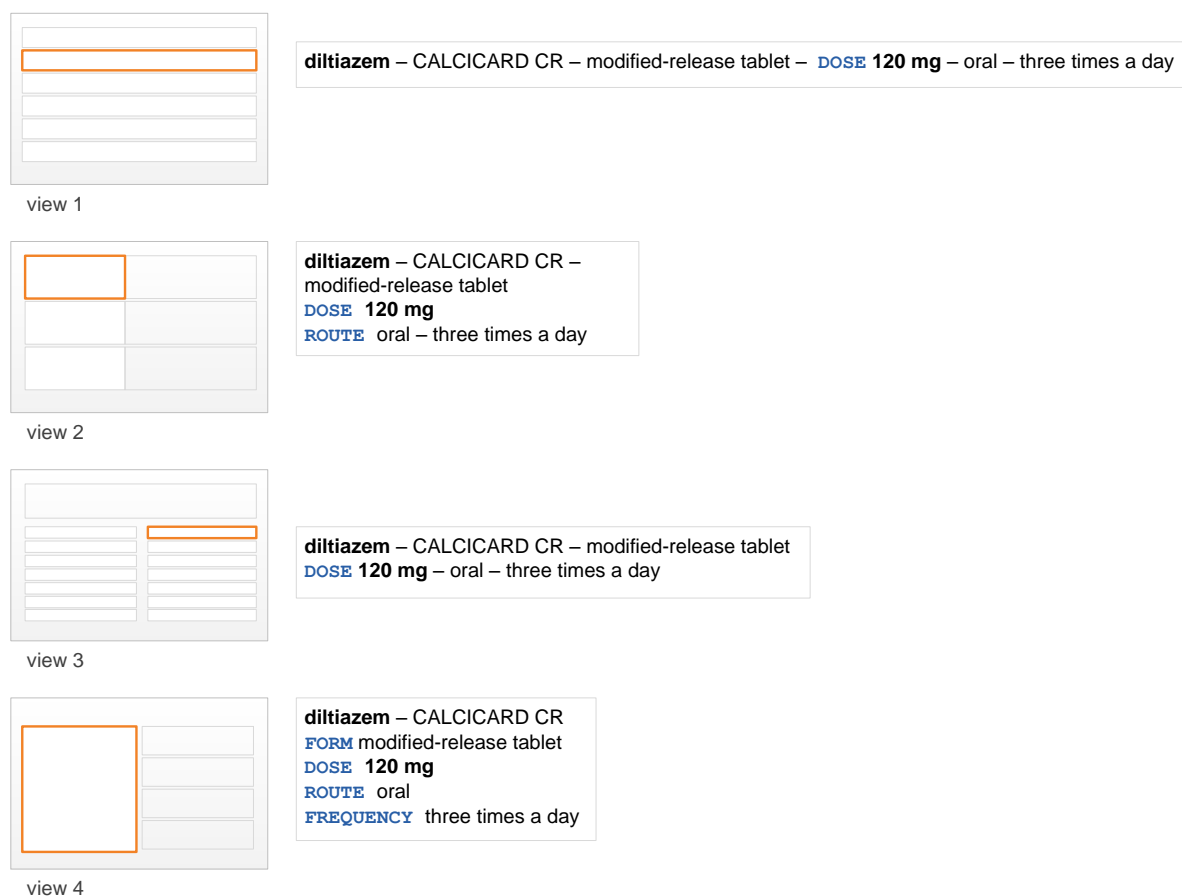 diltiazem – CALCICARD CR – modified-release tablet – DOSE 120 mg – oral – three times a day
view 1
diltiazem – CALCICARD CR –
modified-release tablet
DOSE 120 mg
ROUTE oral – three times a day
view 2
diltiazem – CALCICARD CR – modified-release tablet
DOSE 120 mg – oral – three times a day
view 3
diltiazem – CALCICARD CR
FORM modified-release tablet
DOSE 120 mg
ROUTE oral
FREQUENCY three times a day
view 4